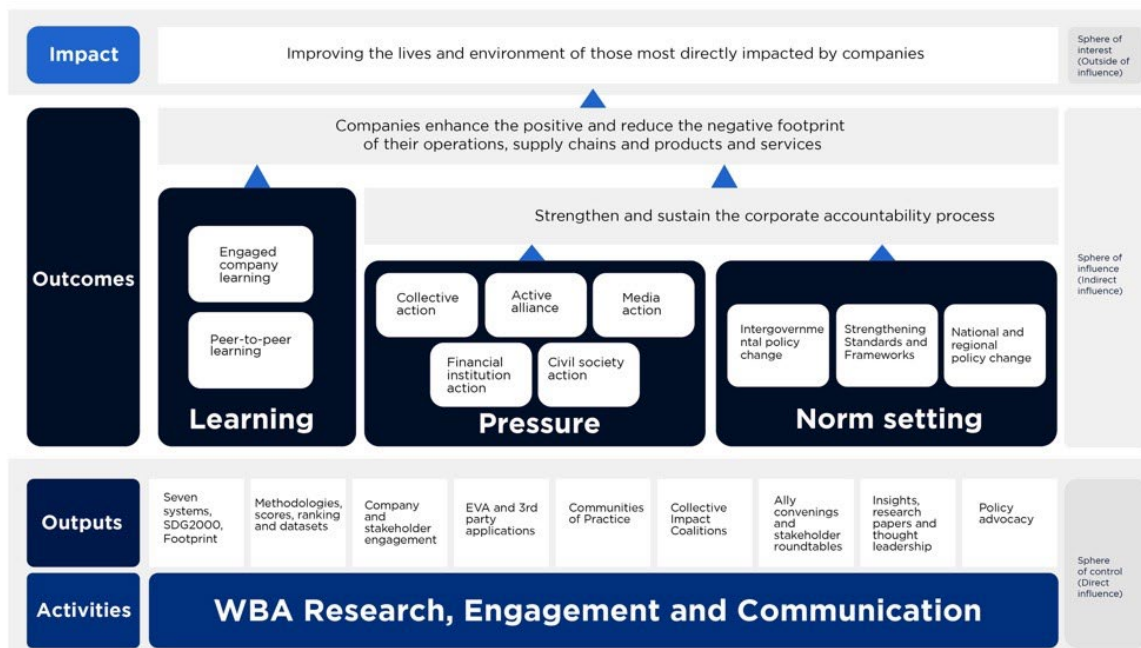 Impact
Improving the lives and environment of those most directly impacted by companies
Sphere of
interest
(Outside of
influence)
Companies enhance the positive and reduce the negative footprint
of their operations, supply chains and products and services
Strengthen and sustain the corporate accountability process
Outcomes
Engaged
company
learning
Peer-to-peer
learning
Learning
Collective
action
Active
alliance
Media
action
Financial
institution
action
Civil society
action
Pressure
Intergovernme
ntal policy
change
Strengthening
Standards and
Frameworks
National and
regional
policy change
Norm setting
Sphere of
influence
(Indirect
influence)
Outputs
Seven
systems,
SDG2000,
Footprint
Methodologies,
scores, ranking
and datasets
Company
and
stakeholder
engagement
EVA and 3rd
party
applications
Communities
of Practice
Collective
Impact
Coalitions
Ally
convenings
and
stakeholder
roundtables
Insights,
research
papers and
thought
leadership
Policy
advocacy
Activities
WBA Research, Engagement and Communication
Sphere
of control
(Direct
influence)